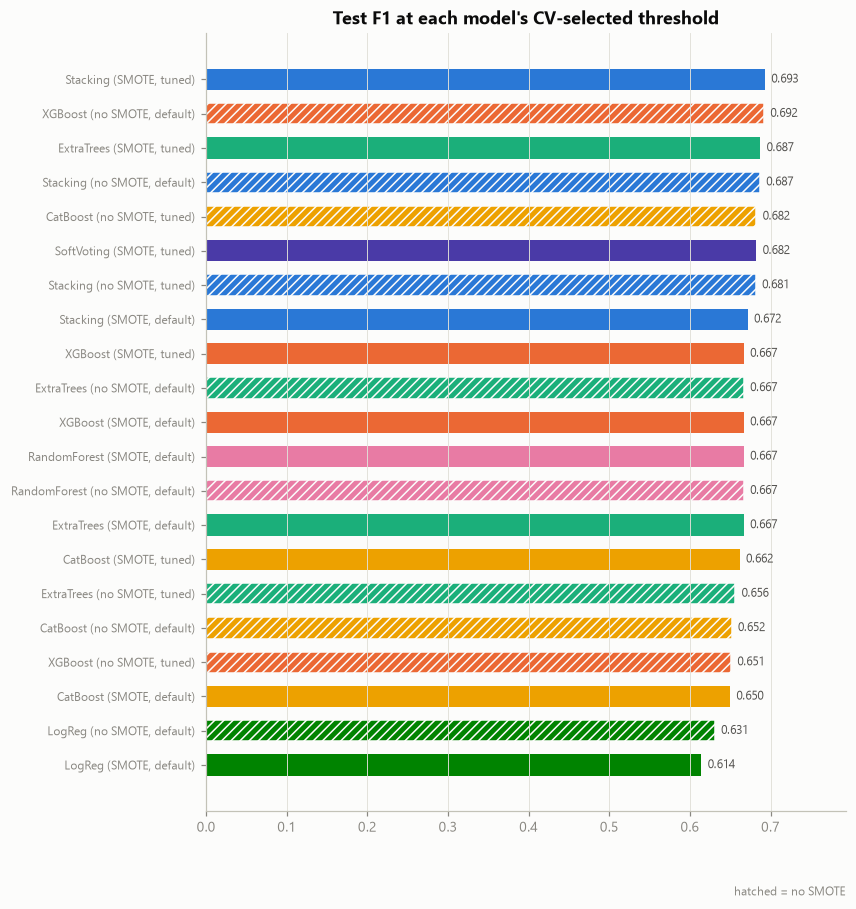 Test F1 at each model's CV-selected threshold
Stacking (SMOTE, tuned) 0.693
XGBoost (no SMOTE, default) 0.692
ExtraTrees (SMOTE, tuned) 0.687
Stacking (no SMOTE, default) 0.687
CatBoost (no SMOTE, tuned) 0.682
SoftVoting (SMOTE, tuned) 0.682
Stacking (no SMOTE, tuned) 0.681
Stacking (SMOTE, default) 0.672
XGBoost (SMOTE, tuned) 0.667
ExtraTrees (no SMOTE, default) 0.667
XGBoost (SMOTE, default) 0.667
RandomForest (SMOTE, default) 0.667
RandomForest (no SMOTE, default) 0.667
ExtraTrees (SMOTE, default) 0.667
CatBoost (SMOTE, tuned) 0.662
ExtraTrees (no SMOTE, tuned) 0.656
CatBoost (no SMOTE, default) 0.652
XGBoost (no SMOTE, tuned) 0.651
CatBoost (SMOTE, default) 0.650
LogReg (no SMOTE, default) 0.631
LogReg (SMOTE, default) 0.614
0.0 0.1 0.2 0.3 0.4 0.5 0.6 0.7
hatched = no SMOTE